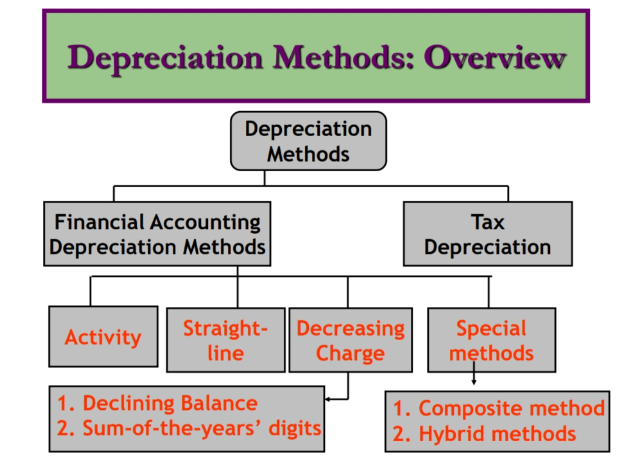 Depreciation Methods: Overview
Depreciation
Methods
Financial Accounting
Depreciation Methods
Tax
Depreciation
Activity
Straight-
line
Decreasing
Charge
Special
methods
1. Declining Balance
2. Sum-of-the-years’ digits
1. Composite method
2. Hybrid methods